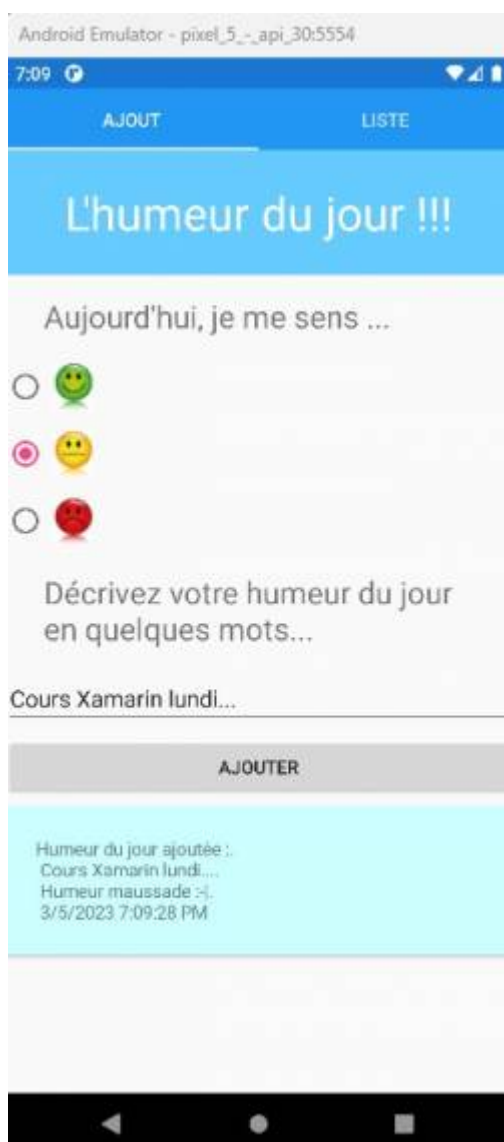 Android Emulator - pixel_5_-_api_30:5554
7:09
AJOUT
LISTE
L'humeur du jour !!!
Aujourd'hui, je me sens ...
Décrivez votre humeur du jour
en quelques mots...
Cours Xamarin lundi...
AJOUTER
Humeur du jour ajoutée :.
Cours Xamarin lundi....
Humeur maussade :-|.
3/5/2023 7:09:28 PM